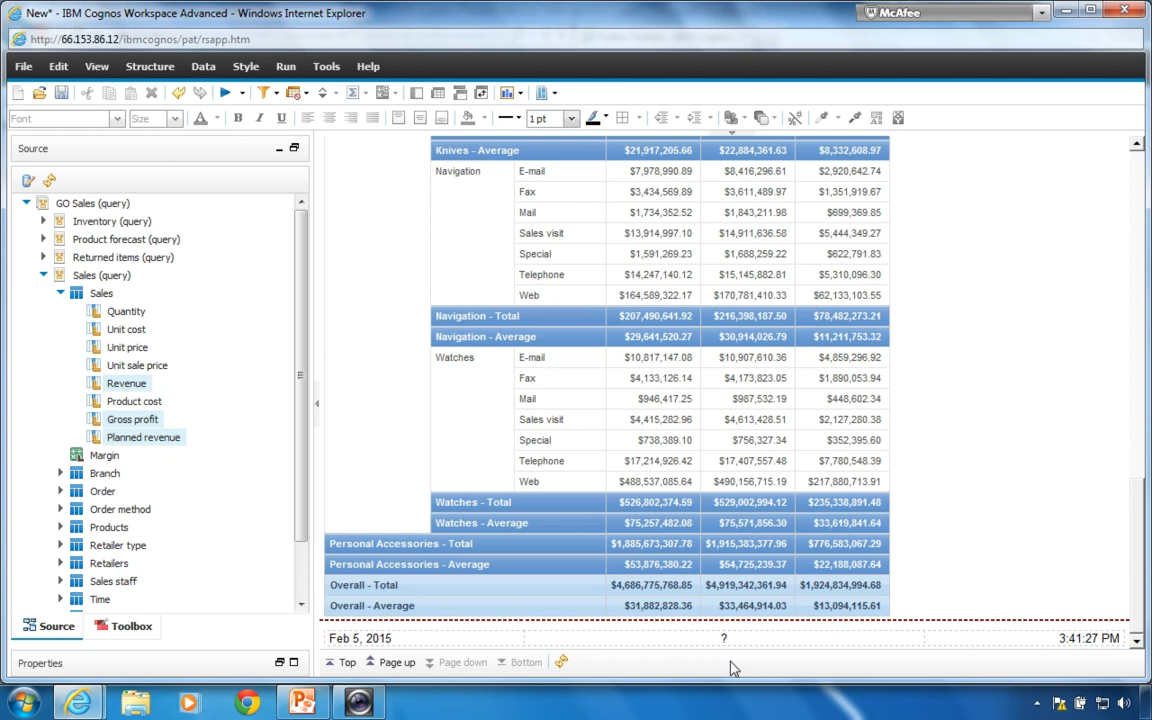 New* - IBM Cognos Workspace Advanced - Windows Internet Explorer
McAfee
http://66.153.86.12/ibmcognos/pat/rsapp.htm
File Edit View Structure Data Style Run Tools Help
Font Size 1pt
Source
GO Sales (query)
Inventory (query)
Product forecast (query)
Returned items (query)
Sales (query)
Sales
Quantity
Unit cost
Unit price
Unit sale price
Revenue
Product cost
Gross profit
Planned revenue
Margin
Branch
Order
Order method
Products
Retailer type
Retailers
Sales staff
Time
Source Toolbox
Properties
Knives - Average $21,917,205.66 $22,884,361.63 $8,332,608.97
Navigation E-mail $7,978,990.89 $8,416,296.61 $2,920,642.74
Fax $3,434,569.89 $3,611,489.97 $1,351,919.67
Mail $1,734,352.52 $1,843,211.98 $699,369.85
Sales visit $13,914,997.10 $14,911,636.58 $5,444,349.27
Special $1,591,269.23 $1,688,259.22 $622,791.83
Telephone $14,247,140.12 $15,145,882.81 $5,310,096.30
Web $164,589,322.17 $170,781,410.33 $62,133,103.55
Navigation - Total $207,490,641.92 $216,398,187.50 $78,482,273.21
Navigation - Average $29,641,520.27 $30,914,026.79 $11,211,753.32
Watches E-mail $10,817,147.08 $10,907,610.36 $4,859,296.92
Fax $4,133,126.14 $4,173,823.05 $1,890,053.94
Mail $946,417.25 $987,532.19 $448,602.34
Sales visit $4,415,282.96 $4,613,428.51 $2,127,280.38
Special $738,389.10 $756,327.34 $352,395.60
Telephone $17,214,926.42 $17,407,557.48 $7,780,548.39
Web $488,537,085.64 $490,156,715.19 $217,880,713.91
Watches - Total $526,802,374.59 $529,002,994.12 $235,338,891.48
Watches - Average $75,257,482.08 $75,571,856.30 $33,619,841.64
Personal Accessories - Total $1,885,673,307.78 $1,915,383,377.96 $776,583,067.29
Personal Accessories - Average $53,876,380.22 $54,725,239.37 $22,188,087.64
Overall - Total $4,686,775,768.85 $4,919,342,361.94 $1,924,834,994.68
Overall - Average $31,882,828.36 $33,464,914.03 $13,094,115.61
Feb 5, 2015 ? 3:41:27 PM
Top Page up Page down Bottom